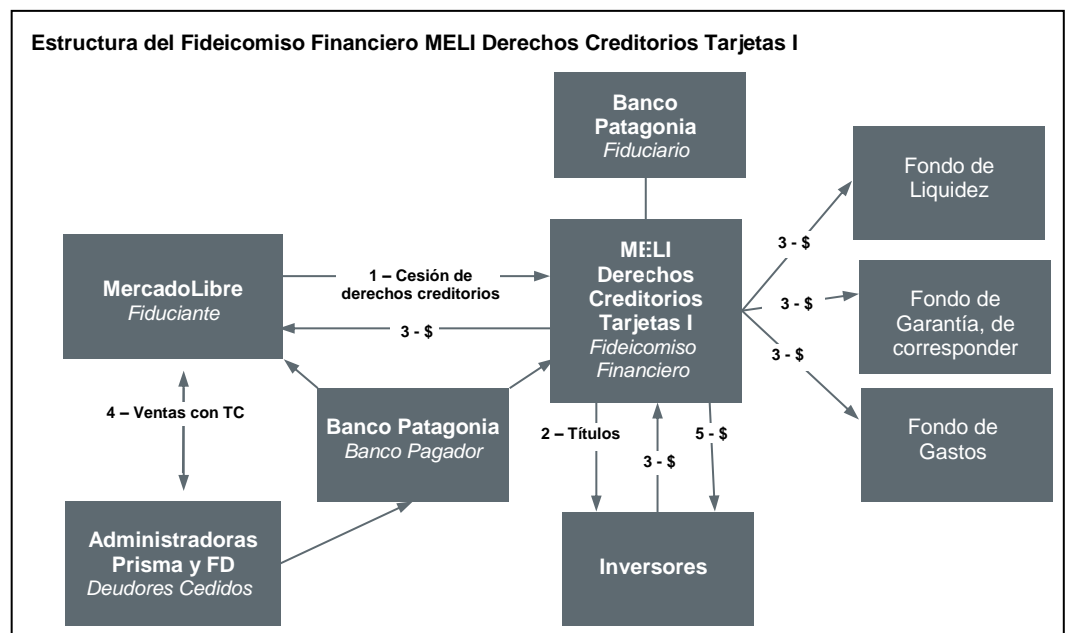 Estructura del Fideicomiso Financiero MELI Derechos Creditorios Tarjetas I
Banco
Patagonia
Fiduciario
Fondo de
Liquidez
MercadoLibre
Fiduciante
1 – Cesión de
derechos creditorios
3 - $
MELI
Derechos
Creditorios
Tarjetas I
Fideicomiso
Financiero
3 - $
3 - $
3 - $
Fondo de
Garantía, de
corresponder
4 – Ventas con TC
Banco Patagonia
Banco Pagador
2 – Títulos
3 - $
5 - $
Fondo de
Gastos
Administradoras
Prisma y FD
Deudores Cedidos
Inversores